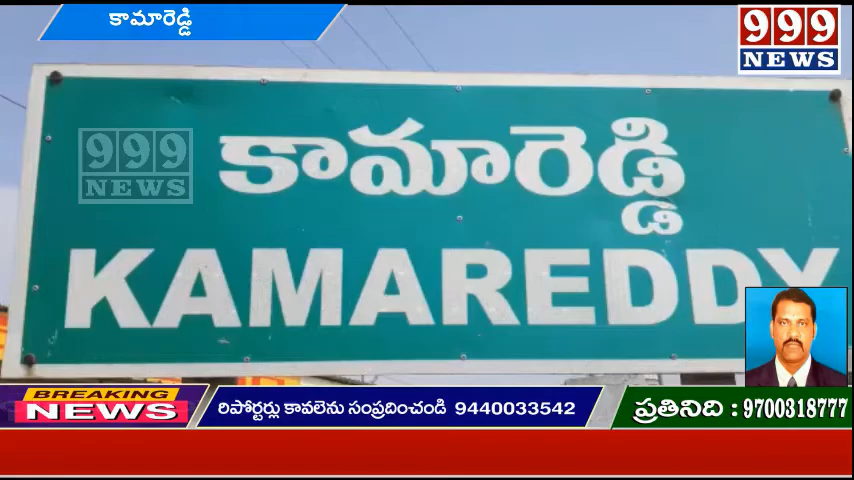 కామారెడ్డి
999
NEWS
999
NEWS
కామారెడ్డి
KAMAREDDY
BREAKING
NEWS
రిపోర్టర్లు కావలెను సంప్రదించండి 9440033542
ప్రతినిది : 9700318777